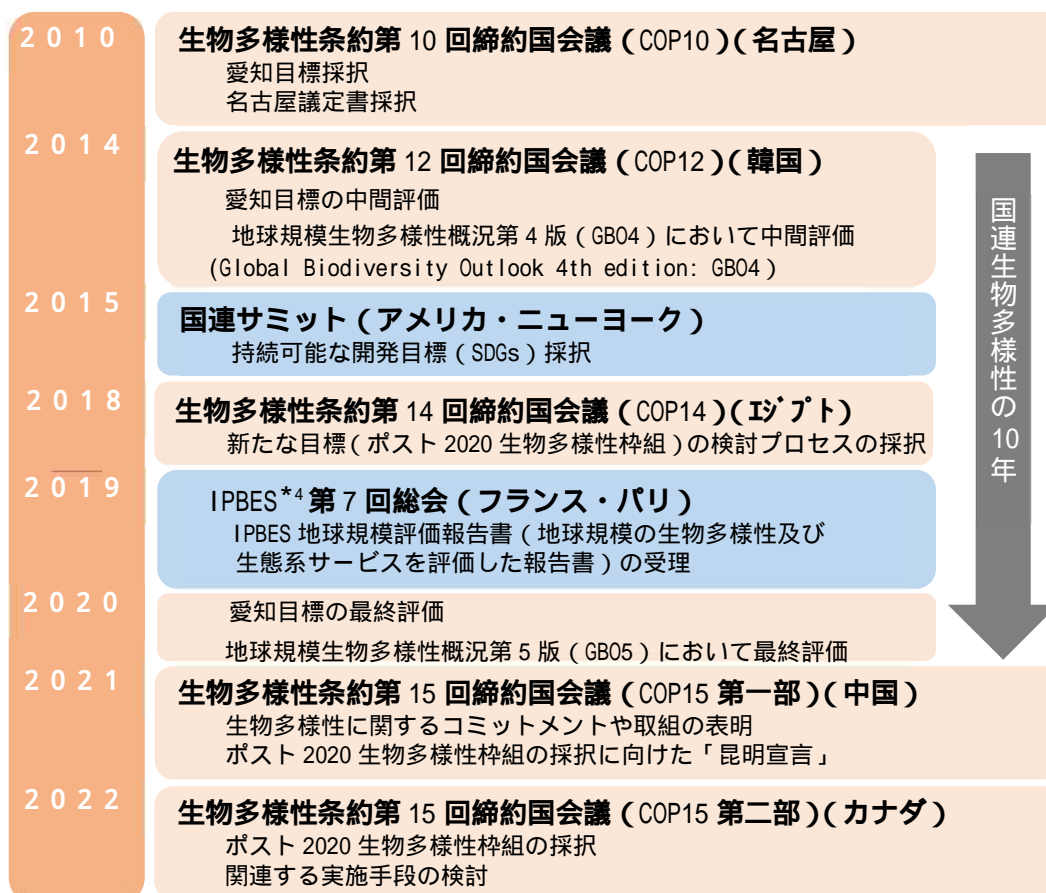 2010
生物多様性条約第 10 回締約国会議（COP10）(名古屋）
愛知目標採択
名古屋議定書採択
2014
生物多様性条約第 12 回締約国会議（COP12）(韓国）
愛知目標の中間評価
地球規模生物多様性概況第 4 版（GBO4）において中間評価
(Global Biodiversity Outlook 4th edition: GBO4）
2015
国連サミット（アメリカ・ニューヨーク）
持続可能な開発目標（SDGs）採択
2018
生物多様性条約第 14 回締約国会議（COP14）(ｴｼﾞﾌﾟﾄ)
新たな目標（ポスト 2020 生物多様性枠組）の検討プロセスの採択
2019
IPBES*4 第 7 回総会（フランス・パリ）
IPBES 地球規模評価報告書（地球規模の生物多様性及び
生態系サービスを評価した報告書）の受理
2020
愛知目標の最終評価
地球規模生物多様性概況第 5 版（GBO5）において最終評価
2021
生物多様性条約第 15 回締約国会議（COP15 第一部）(中国）
生物多様性に関するコミットメントや取組の表明
ポスト 2020 生物多様性枠組の採択に向けた「昆明宣言」
2022
生物多様性条約第 15 回締約国会議（COP15 第二部）(カナダ）
ポスト 2020 生物多様性枠組の採択
関連する実施手段の検討
国連生物多様性の 10 年